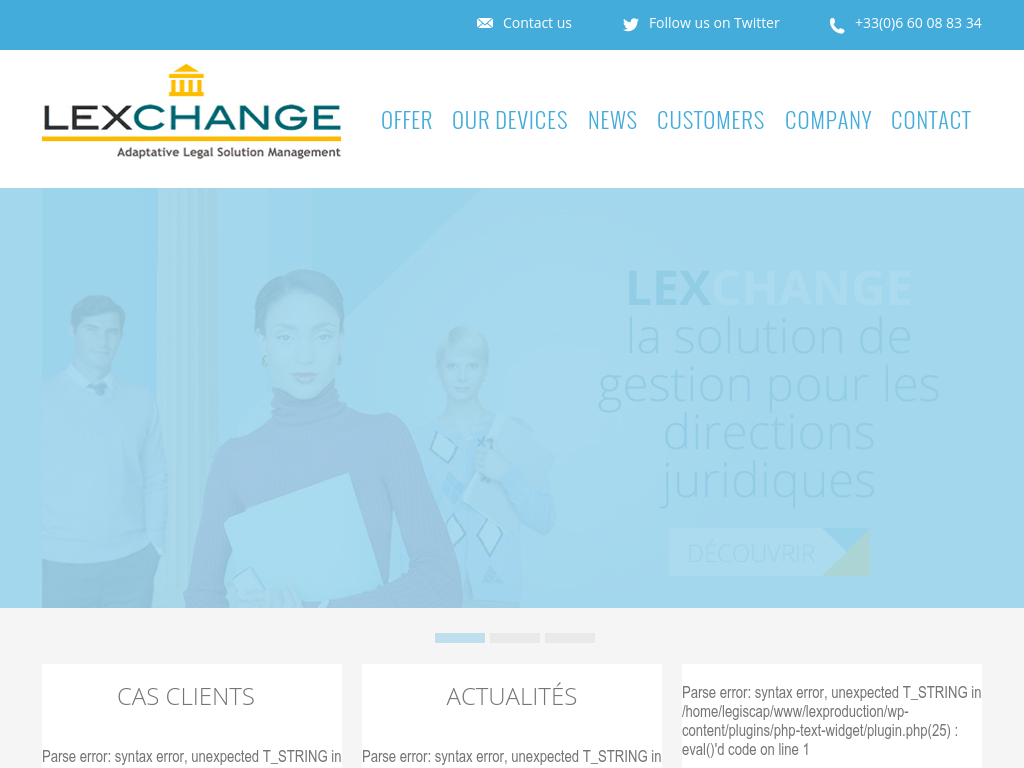 Contact us
Follow us on Twitter
+33(0)6 60 08 83 34
LEXCHANGE
Adaptative Legal Solution Management
OFFER
OUR DEVICES
NEWS
CUSTOMERS
COMPANY
CONTACT
LEXCHANGE
la solution de
gestion pour les
directions
juridiques
DÉCOUVRIR
CAS CLIENTS
Parse error: syntax error, unexpected T_STRING in
ACTUALITÉS
Parse error: syntax error, unexpected T_STRING in
Parse error: syntax error, unexpected T_STRING in
/home/legiscap/www/lexproduction/wp-
content/plugins/php-text-widget/plugin.php(25) :
eval()'d code on line 1